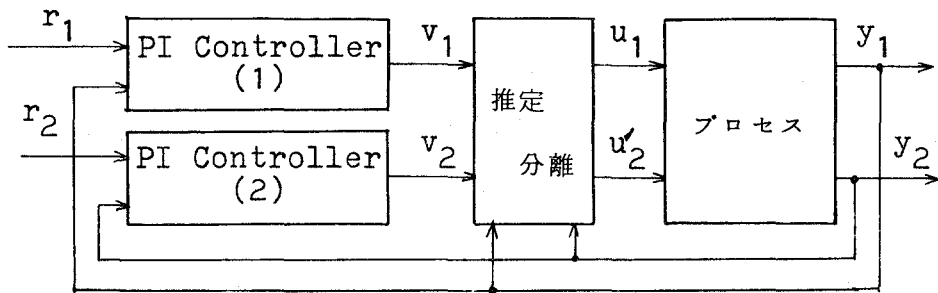 r1
PI Controller
(1)
v1
u1
y1
r2
PI Controller
(2)
v2
推定
分離
u2
プロセス
y2